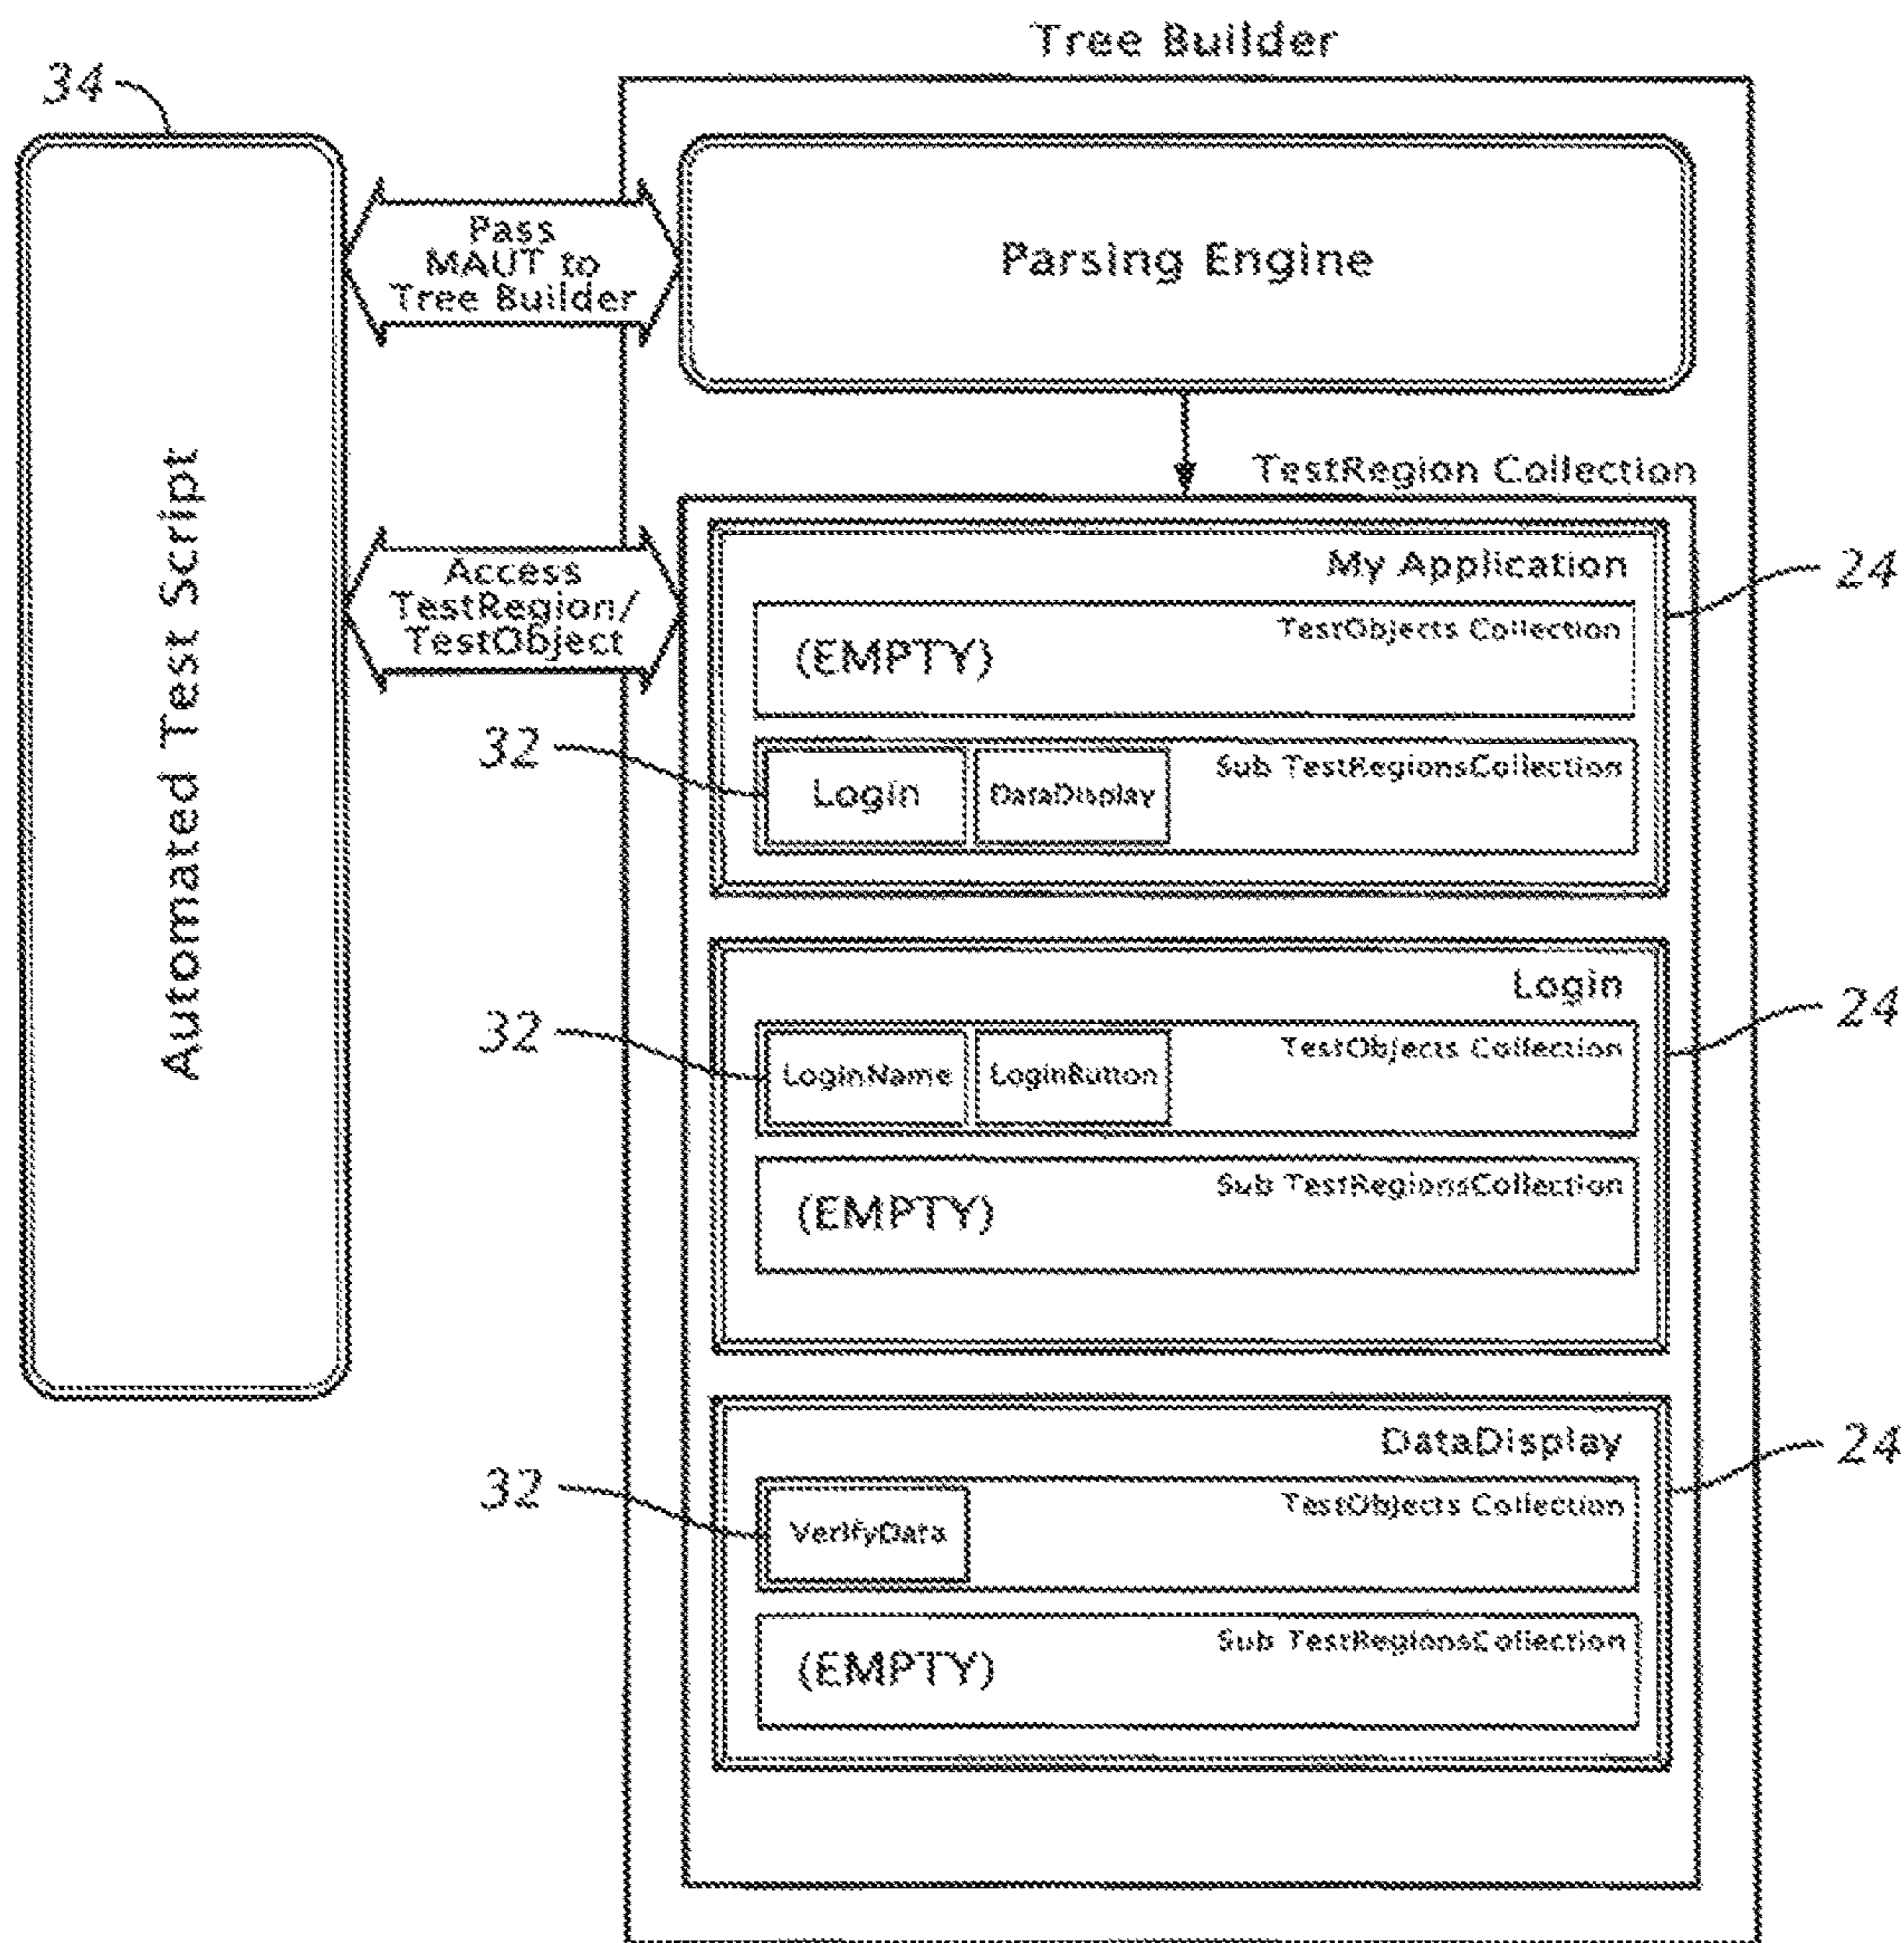 Tree Builder
34
Pass
MAUT to
Tree Builder
Parsing Engine
Automated Test Script
TestRegion Collection
Access
TestRegion/
TestObject
My Application
24
TestObjects Collection
(EMPTY)
32
Login
DataDisplay
Sub TestRegionsCollection
Login
24
32
LoginName
LoginButton
TestObjects Collection
Sub TestRegionsCollection
(EMPTY)
DataDisplay
24
32
VerifyData
TestObjects Collection
Sub TestRegionsCollection
(EMPTY)